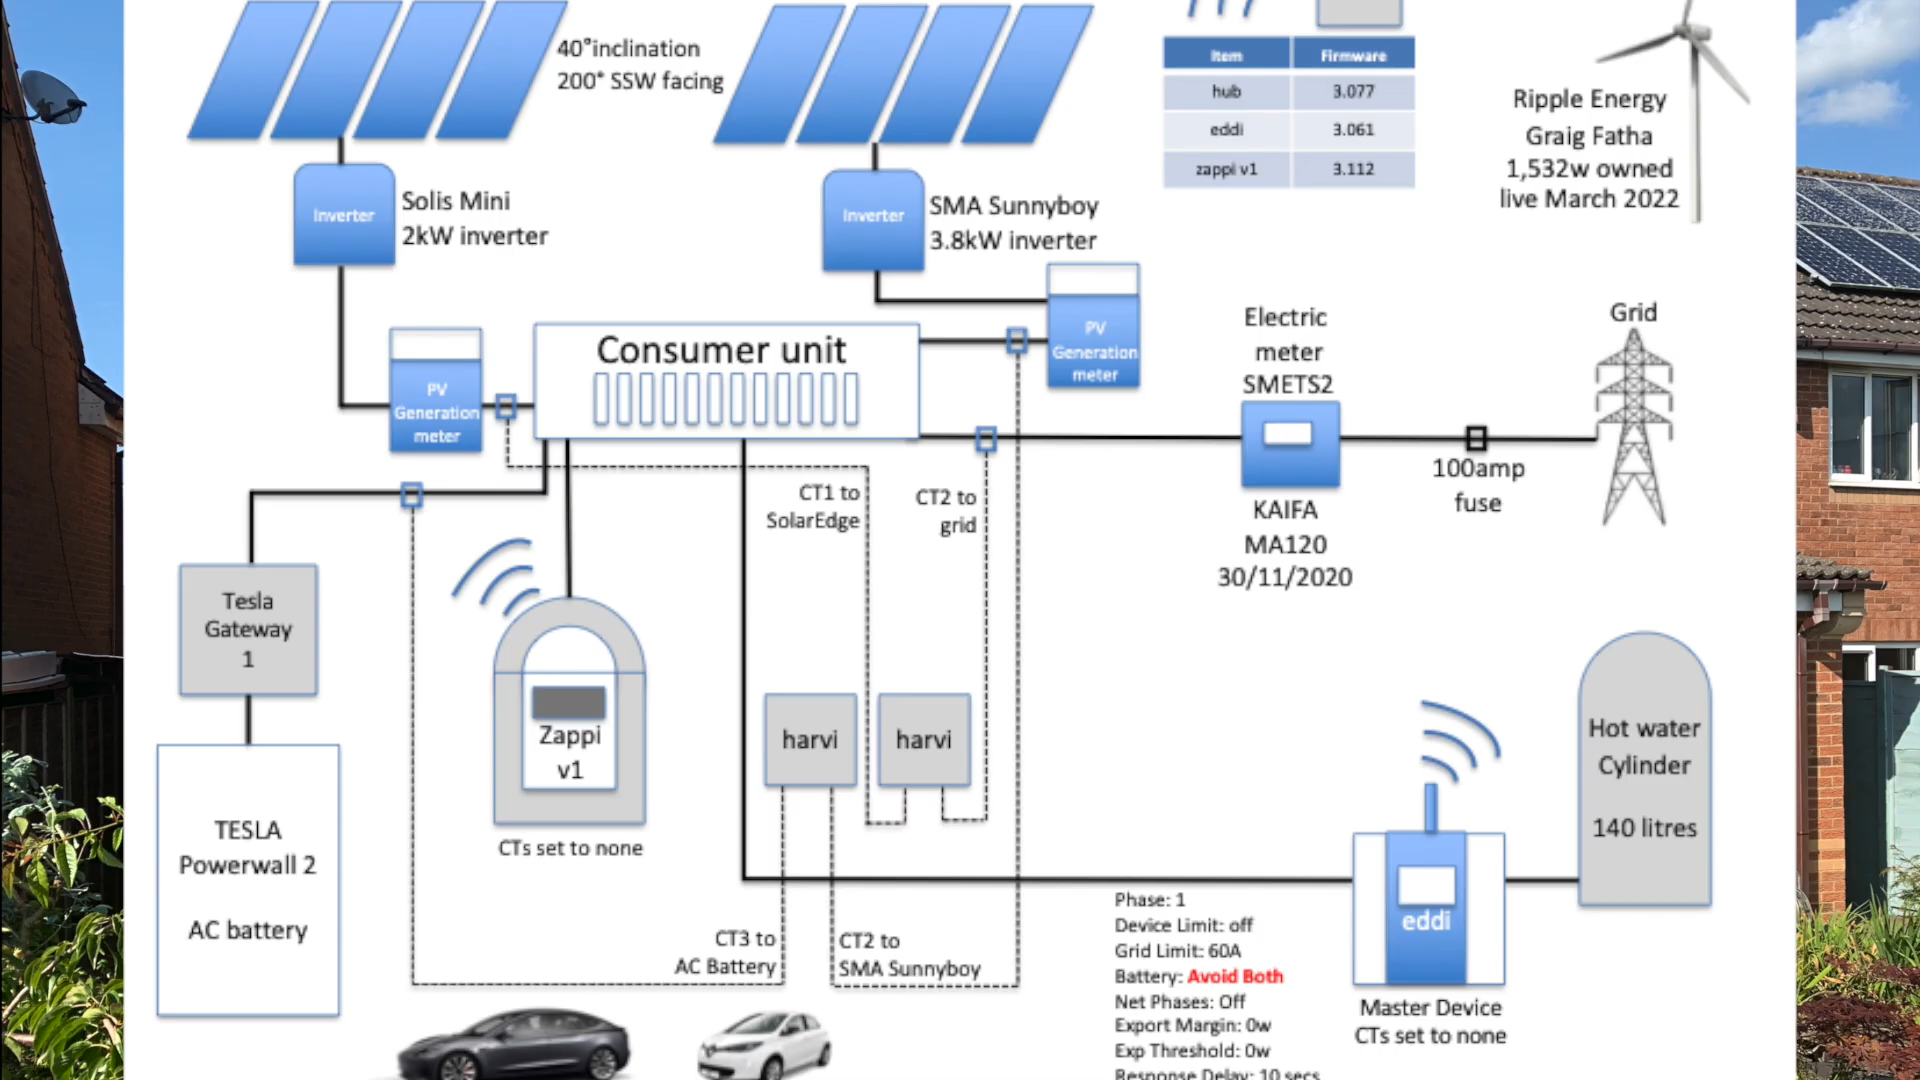 40°inclination
200° SSW facing
Item Firmware
hub 3.077
eddi 3.061
zappi v1 3.112
Ripple Energy
Graig Fatha
1,532w owned
live March 2022
Inverter
Solis Mini
2kW inverter
Inverter
SMA Sunnyboy
3.8kW inverter
PV
Generation
meter
Consumer unit
PV
Generation
meter
Electric
meter
SMETS2
KAIFA
MA120
30/11/2020
100amp
fuse
Grid
CT1 to
SolarEdge
CT2 to
grid
Tesla
Gateway
1
TESLA
Powerwall 2
AC battery
Zappi
v1
CTs set to none
harvi
harvi
CT3 to
AC Battery
CT2 to
SMA Sunnyboy
Phase: 1
Device Limit: off
Grid Limit: 60A
Battery: Avoid Both
Net Phases: Off
Export Margin: 0w
Exp Threshold: 0w
Response Delay: 10 secs
eddi
Master Device
CTs set to none
Hot water
Cylinder
140 litres